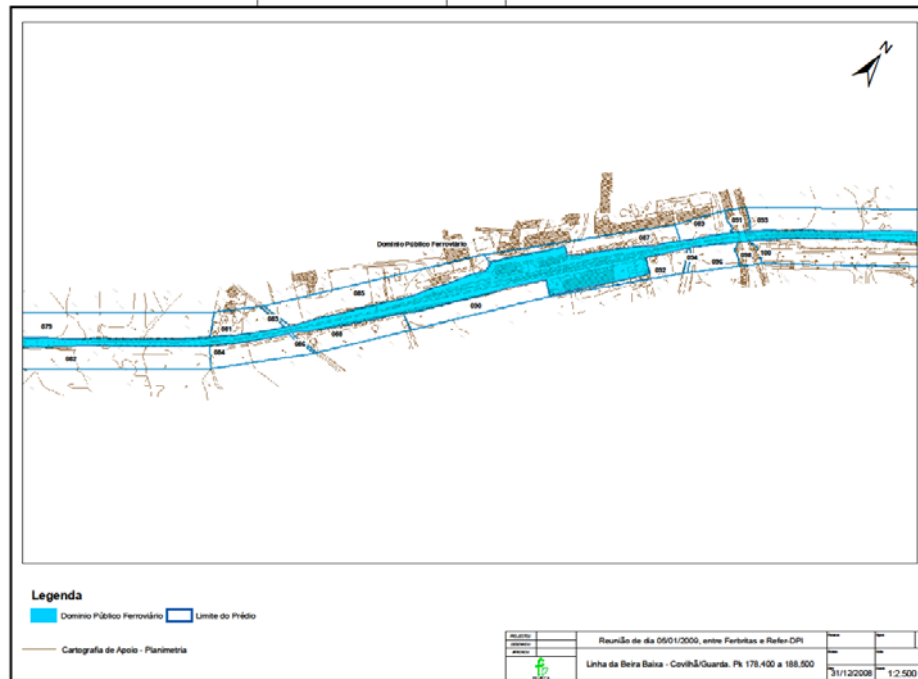 N
Domínio Público Ferroviário
079
081
082
083
084
085
086
088
090
087
089
091
093
092
094
096
098
100
Legenda
Domínio Público Ferroviário
Limite do Prédio
Cartografia de Apoio - Planimetria
Reunião de dia 05/01/2009, entre Ferbritas e Refer-DPI
Linha da Beira Baixa - Covilhã/Guarda. Pk 178,400 a 188,500
31/12/2008
1:2.500